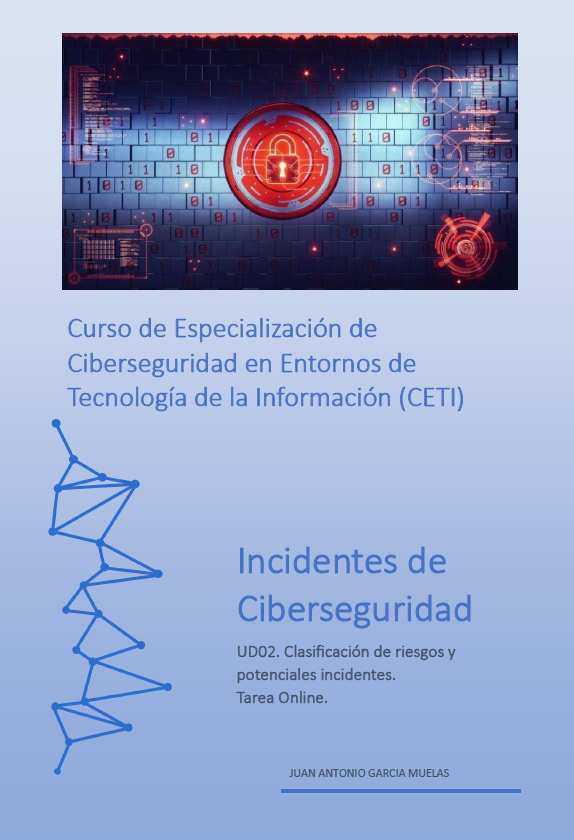 Curso de Especialización de
Ciberseguridad en Entornos de
Tecnología de la Información (CETI)
Incidentes de
Ciberseguridad
UD02. Clasificación de riesgos y
potenciales incidentes.
Tarea Online.
JUAN ANTONIO GARCIA MUELAS